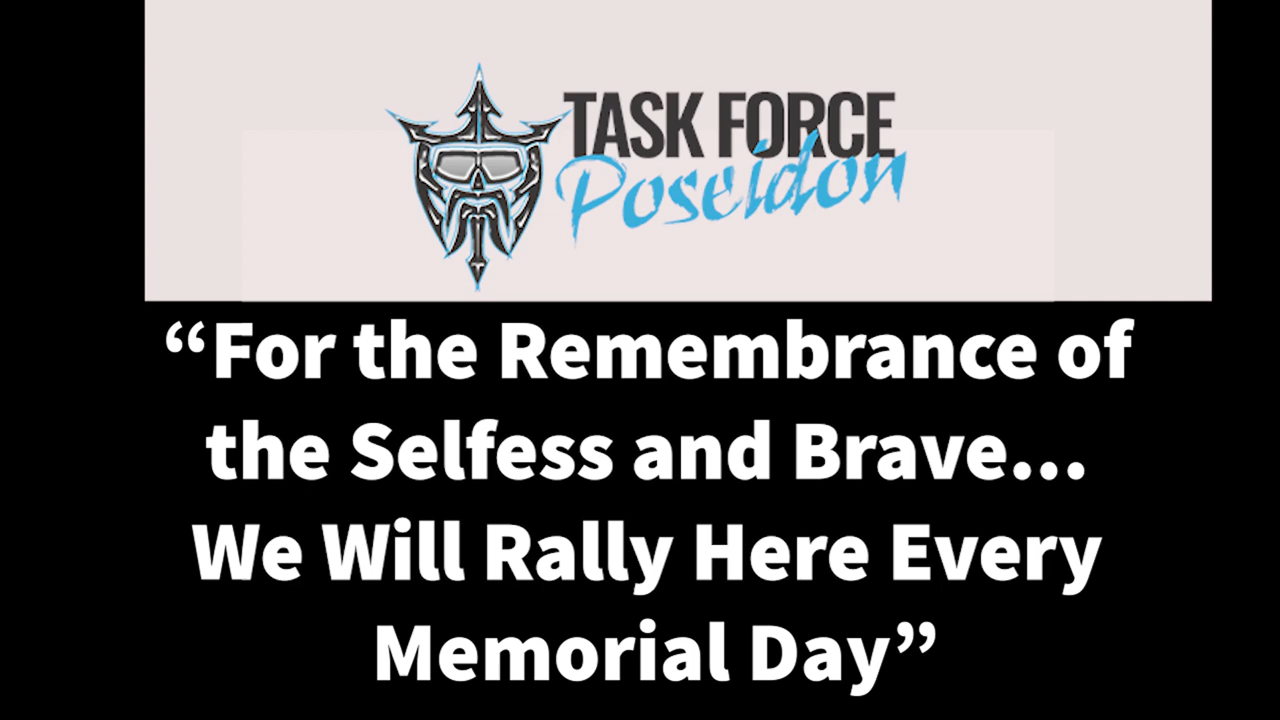 TASK FORCE
Poseidon
“For the Remembrance of
the Selfess and Brave...
We Will Rally Here Every
Memorial Day”